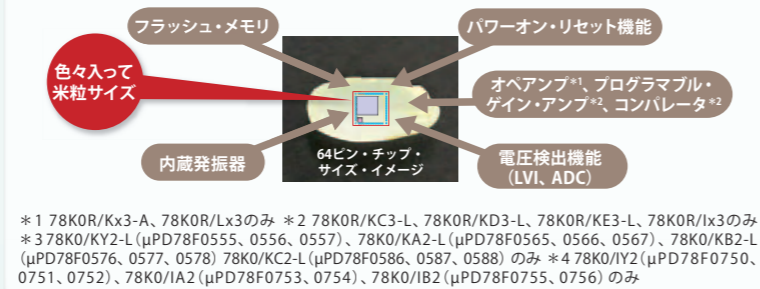 フラッシュ・メモリ
パワーオン・リセット機能
色々入って
米粒サイズ
オペアンプ*1、プログラマブル・
ゲイン・アンプ*2、コンパレータ*2
内蔵発振器
64ピン・チップ・
サイズ・イメージ
電圧検出機能
（LVI、ADC）
＊1 78K0R/Kx3-A、78K0R/Lx3のみ ＊2 78K0R/KC3-L、78K0R/KD3-L、78K0R/KE3-L、78K0R/Ix3のみ
＊3 78K0/KY2-L（μPD78F0555、0556、0557）、78K0/KA2-L（μPD78F0565、0566、0567）、78K0/KB2-L
（μPD78F0576、0577、0578） 78K0/KC2-L（μPD78F0586、0587、0588） のみ ＊4 78K0/IY2（μPD78F0750、
0751、0752）、78K0/IA2（μPD78F0753、0754）、78K0/IB2（μPD78F0755、0756） のみ